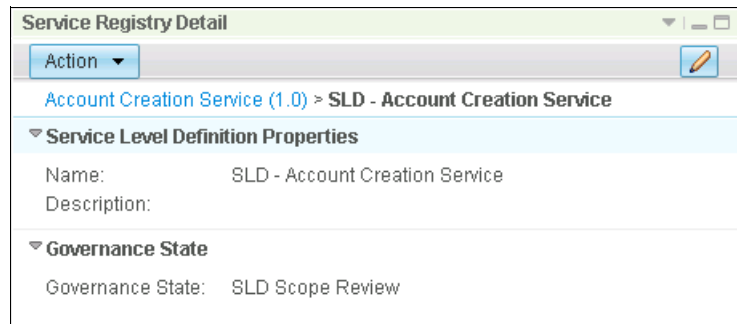 Service Registry Detail
Action
Account Creation Service (1.0) > SLD - Account Creation Service
Service Level Definition Properties
Name: SLD - Account Creation Service
Description:
Governance State
Governance State: SLD Scope Review